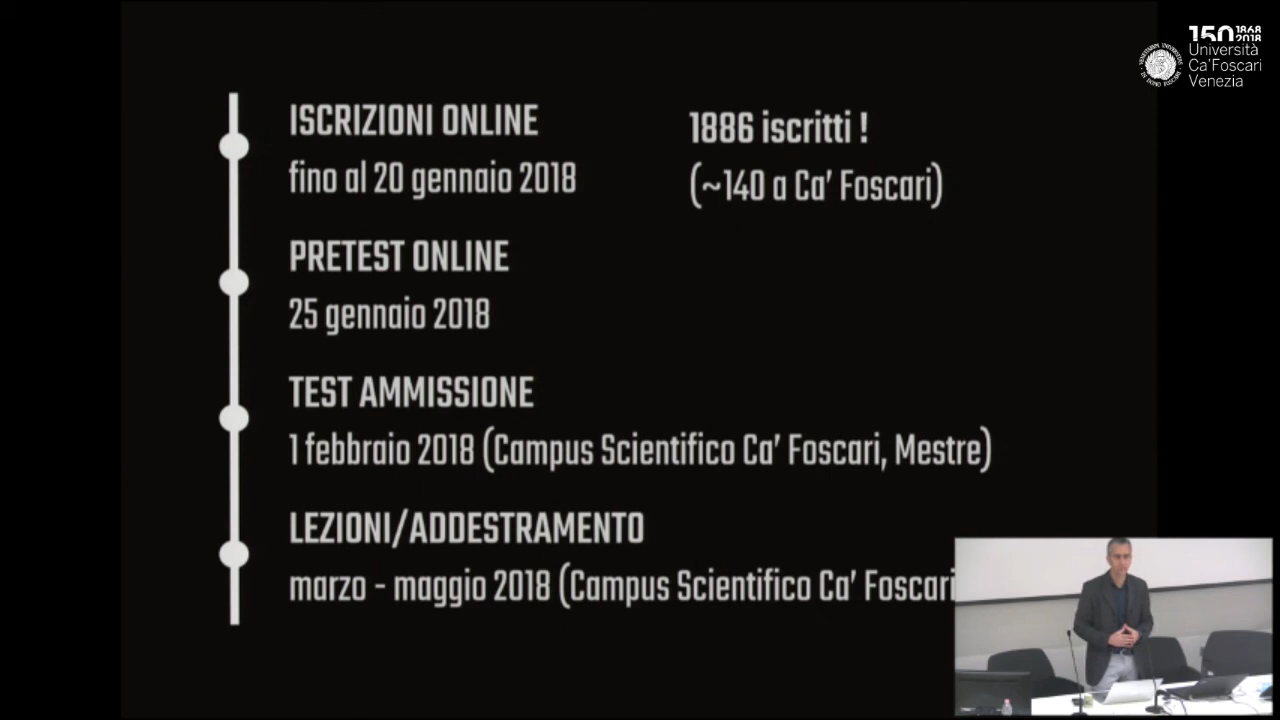 150 1868 2018
Università
Ca'Foscari
Venezia
ISCRIZIONI ONLINE
fino al 20 gennaio 2018
1886 iscritti !
(~140 a Ca' Foscari)
PRETEST ONLINE
25 gennaio 2018
TEST AMMISSIONE
1 febbraio 2018 (Campus Scientifico Ca' Foscari, Mestre)
LEZIONI/ADDESTRAMENTO
marzo - maggio 2018 (Campus Scientifico Ca' Foscari